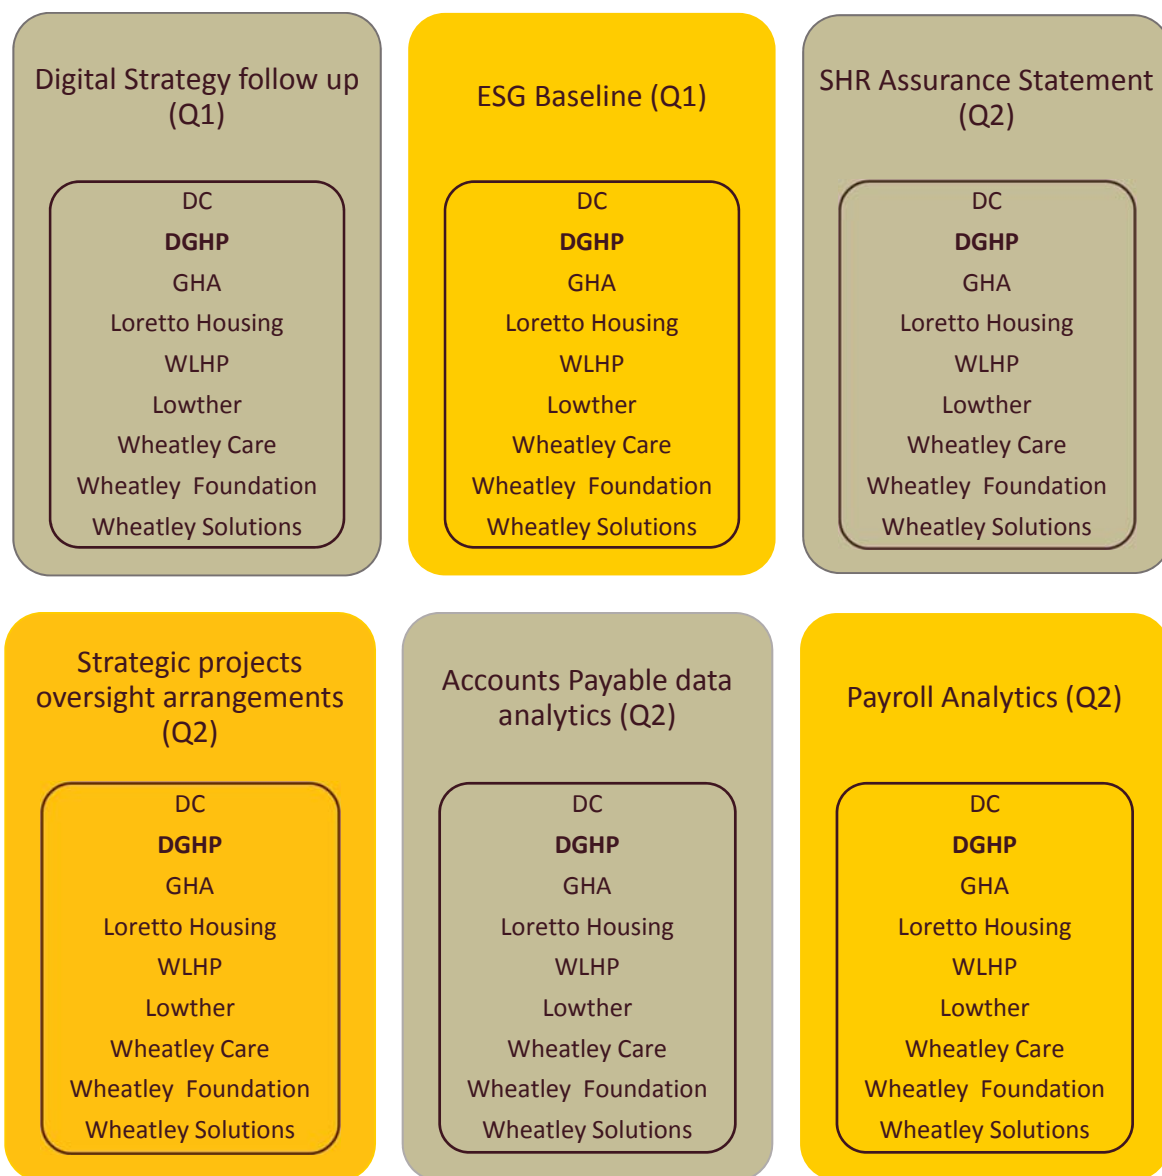 Digital Strategy follow up
(Q1)
DC
DGHP
GHA
Loretto Housing
WLHP
Lowther
Wheatley Care
Wheatley  Foundation
Wheatley Solutions
ESG Baseline (Q1)
DC
DGHP
GHA
Loretto Housing
WLHP
Lowther
Wheatley Care
Wheatley  Foundation
Wheatley Solutions
SHR Assurance Statement
(Q2)
DC
DGHP
GHA
Loretto Housing
WLHP
Lowther
Wheatley Care
Wheatley  Foundation
Wheatley Solutions
Strategic projects
oversight arrangements
(Q2)
DC
DGHP
GHA
Loretto Housing
WLHP
Lowther
Wheatley Care
Wheatley  Foundation
Wheatley Solutions
Accounts Payable data
analytics (Q2)
DC
DGHP
GHA
Loretto Housing
WLHP
Lowther
Wheatley Care
Wheatley  Foundation
Wheatley Solutions
Payroll Analytics (Q2)
DC
DGHP
GHA
Loretto Housing
WLHP
Lowther
Wheatley Care
Wheatley  Foundation
Wheatley Solutions